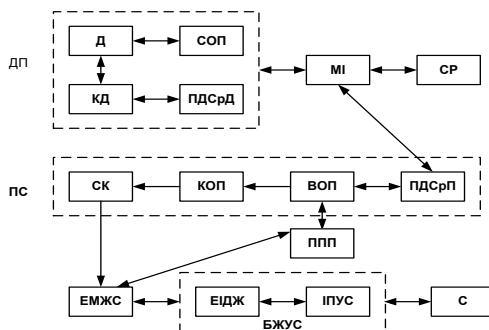 Д СОП
ДП МІ СР
КД ПДСрД
ПС СК КОП ВОП ПДСрП
ППП
ЕМЖС ЕІДЖ ІПУС С
БЖУС